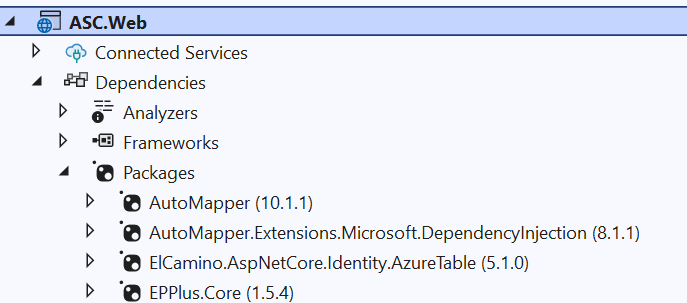 ASC.Web
Connected Services
Dependencies
Analyzers
Frameworks
Packages
AutoMapper (10.1.1)
AutoMapper.Extensions.Microsoft.DependencyInjection (8.1.1)
ElCamino.AspNetCore.Identity.AzureTable (5.1.0)
EPPlus.Core (1.5.4)